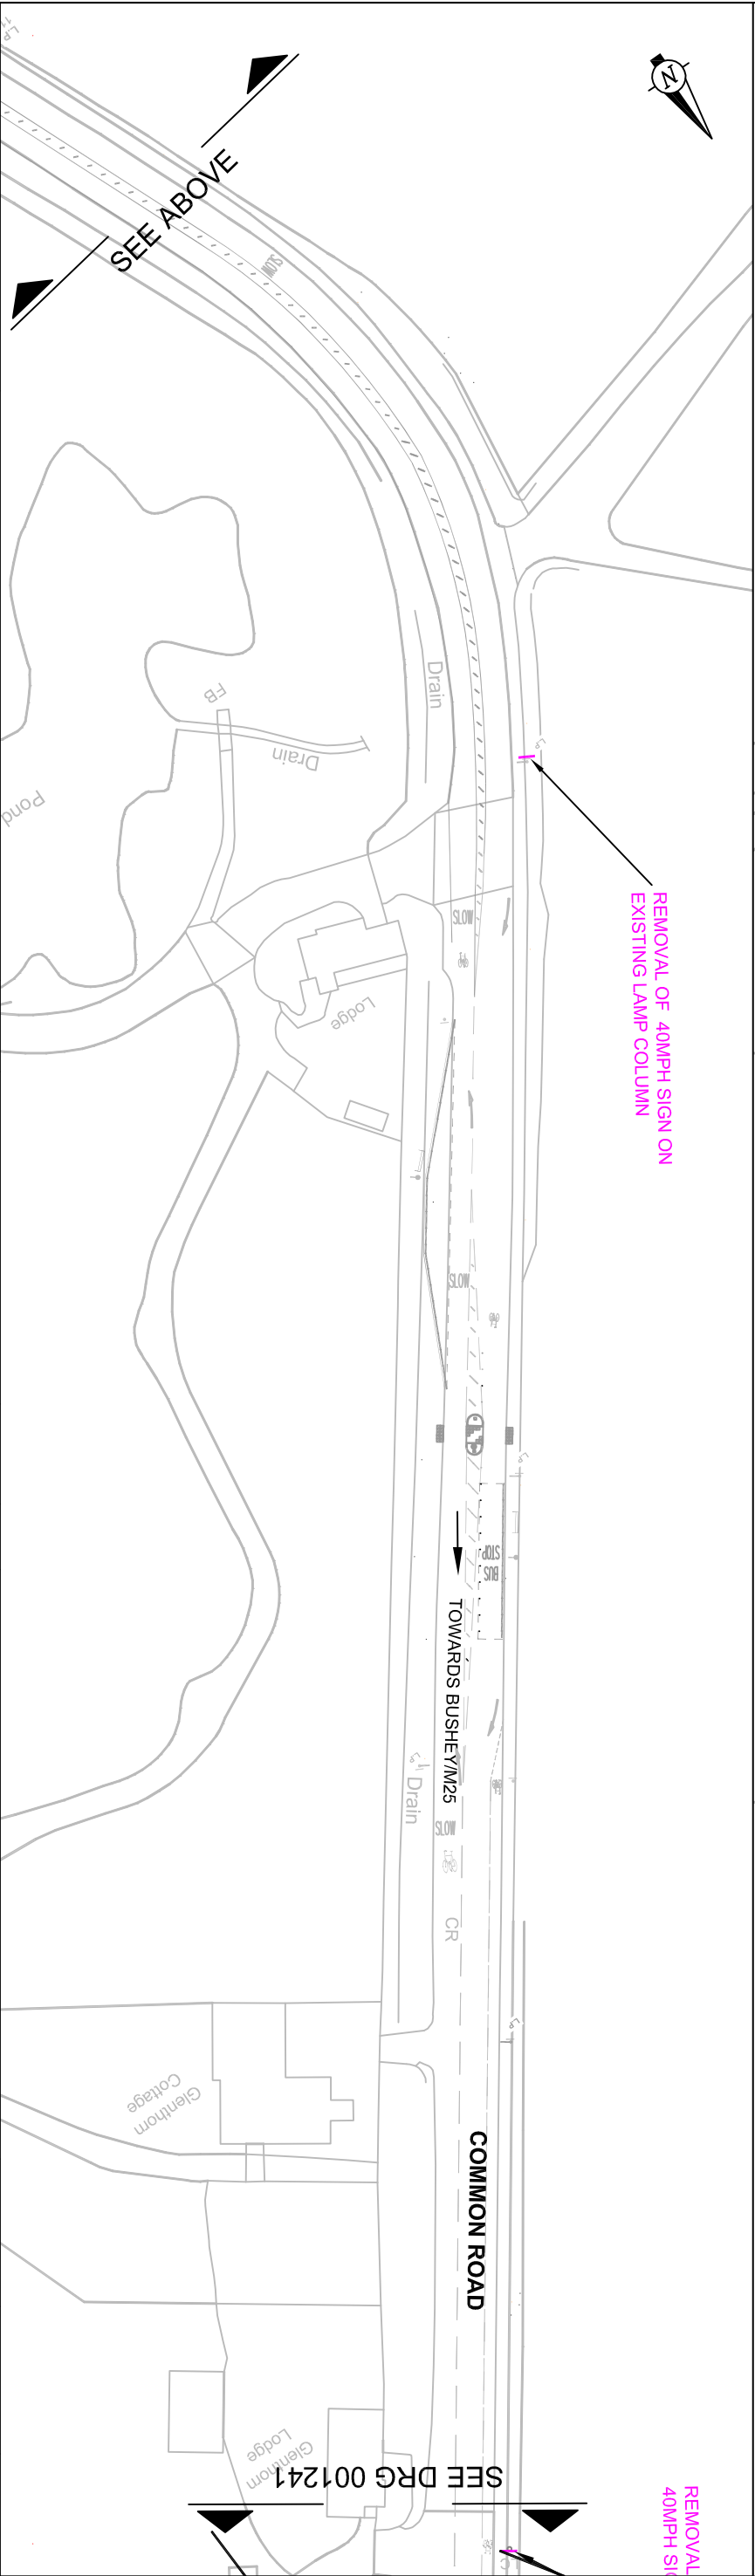 N
SEE ABOVE
SLOW
Drain
FB
Drain
Pond
REMOVAL OF 40MPH SIGN ON
EXISTING LAMP COLUMN
SLOW
Lodge
SLOW
BUS
STOP
TOWARDS BUSHEY/M25
Drain
SLOW
CR
Glenthorn
Cottage
COMMON ROAD
Glenthorn
Lodge
SEE DRG 001241
REMOVAL
40MPH SI